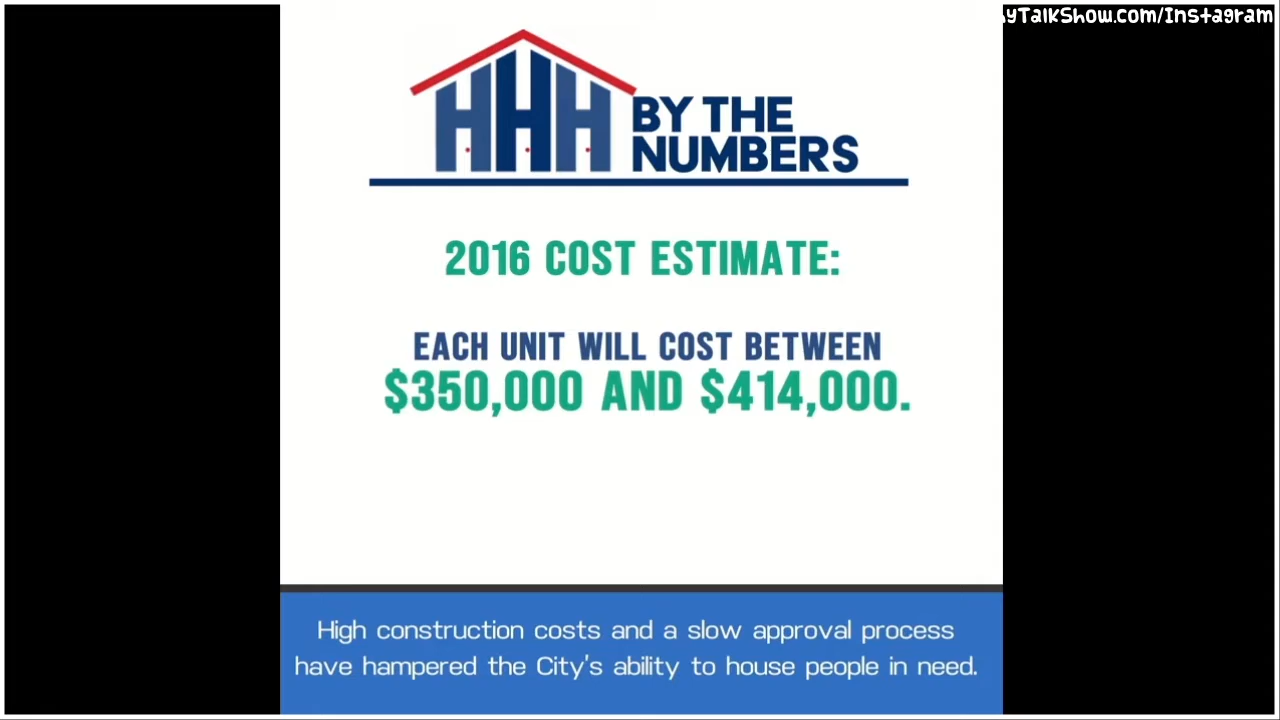 yTalkShow.com/Instagram
HHH BY THE
NUMBERS
2016 COST ESTIMATE:
EACH UNIT WILL COST BETWEEN
$350,000 AND $414,000.
High construction costs and a slow approval process
have hampered the City's ability to house people in need.